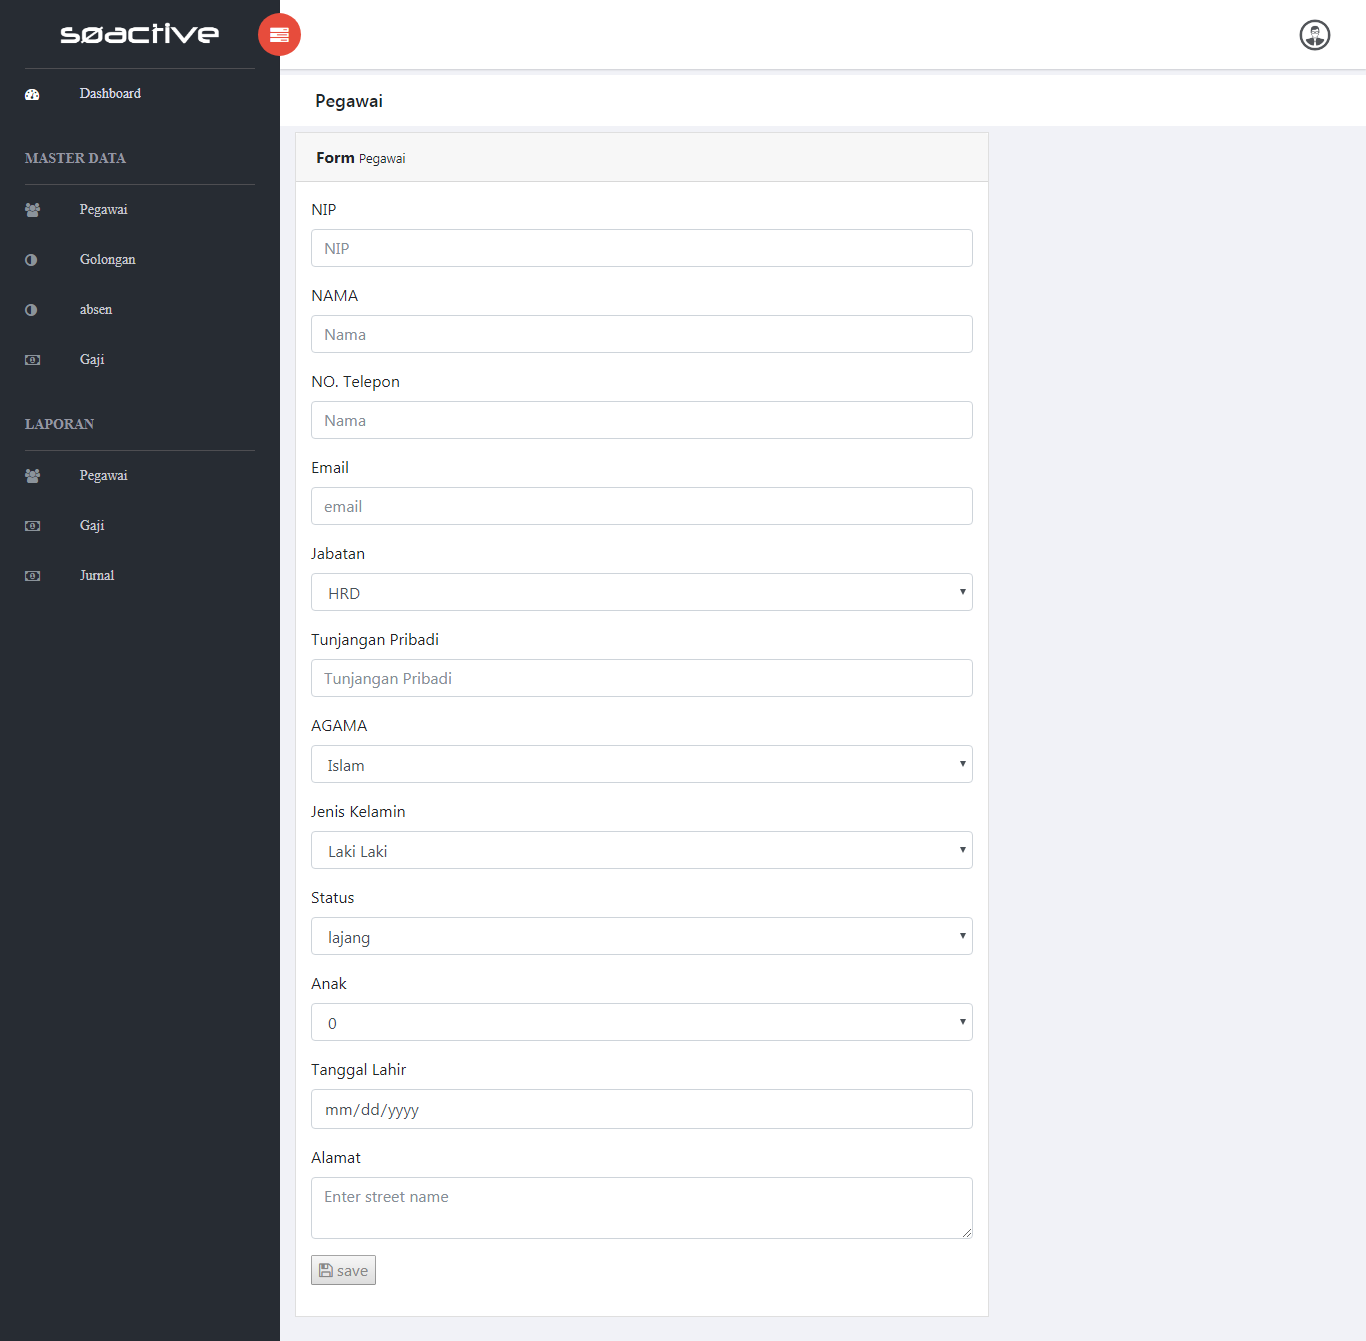 søactive
Dashboard
MASTER DATA
Pegawai
Golongan
absen
Gaji
LAPORAN
Pegawai
Gaji
Jurnal
Pegawai
Form Pegawai
NIP
NIP
NAMA
Nama
NO. Telepon
Nama
Email
email
Jabatan
HRD
Tunjangan Pribadi
Tunjangan Pribadi
AGAMA
Islam
Jenis Kelamin
Laki Laki
Status
lajang
Anak
0
Tanggal Lahir
mm/dd/yyyy
Alamat
Enter street name
save